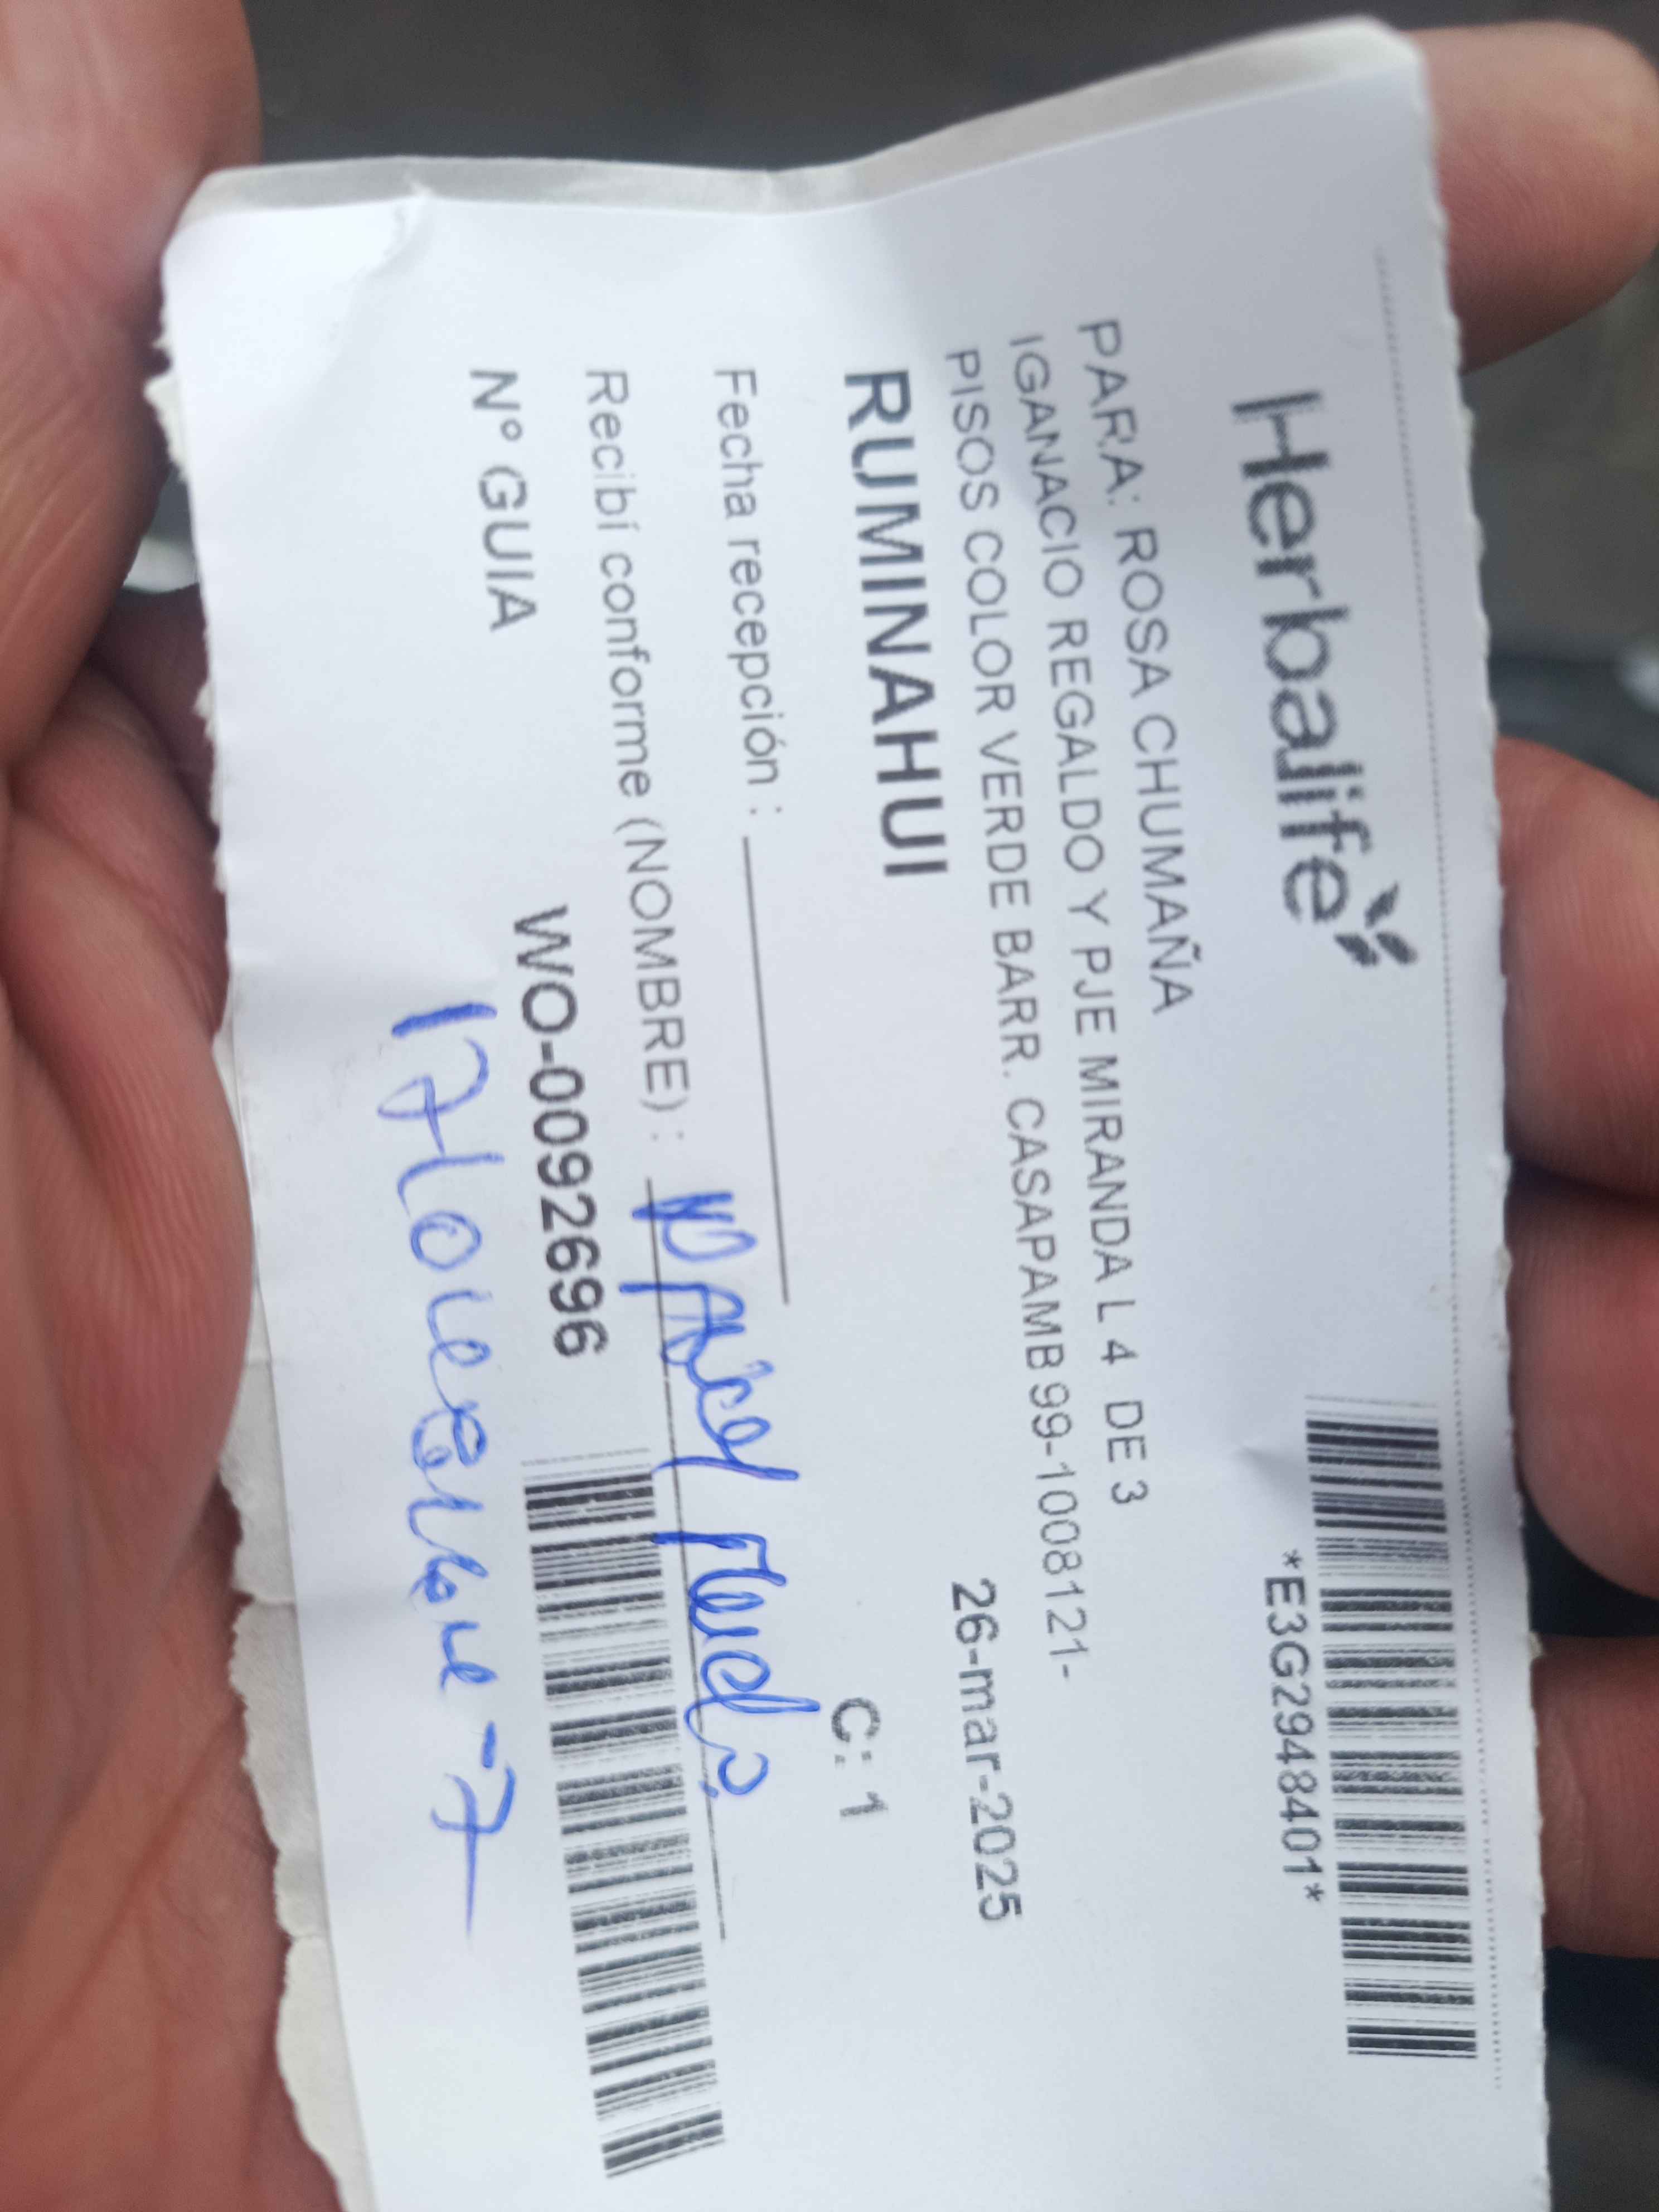 Herbalife
*E3G2948401*
PARA: ROSA CHUMAÑA
IGANACIO REGALDO Y PJE MIRANDA L 4 DE 3
PISOS COLOR VERDE BARR. CASAPAMB 99-1008121-
26-mar-2025
RUMINAHUI
C: 1
Fecha recepción :
Recibí conforme (NOMBRE) :
Nº GUIA WO-0092696